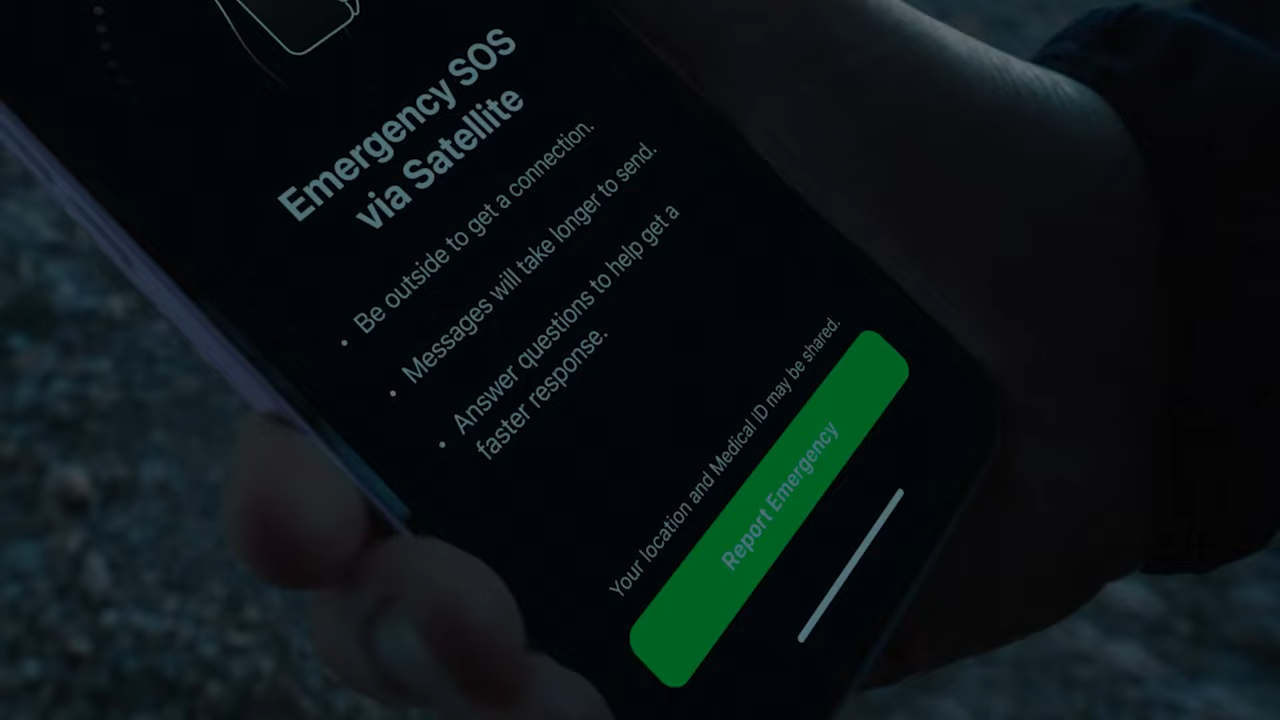 Emergency SOS
via Satellite
• Be outside to get a connection.
• Messages will take longer to send.
• Answer questions to help get a
faster response.
Your location and Medical ID may be shared.
Report Emergency